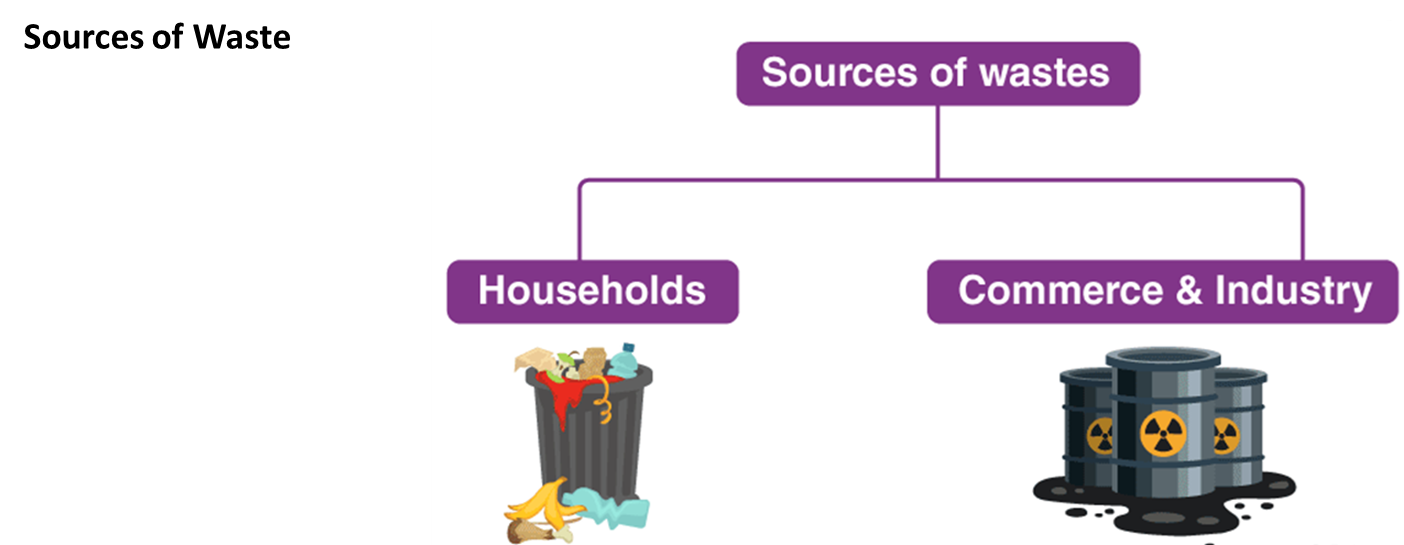 Sources of Waste
Sources of wastes
Households
Commerce & Industry